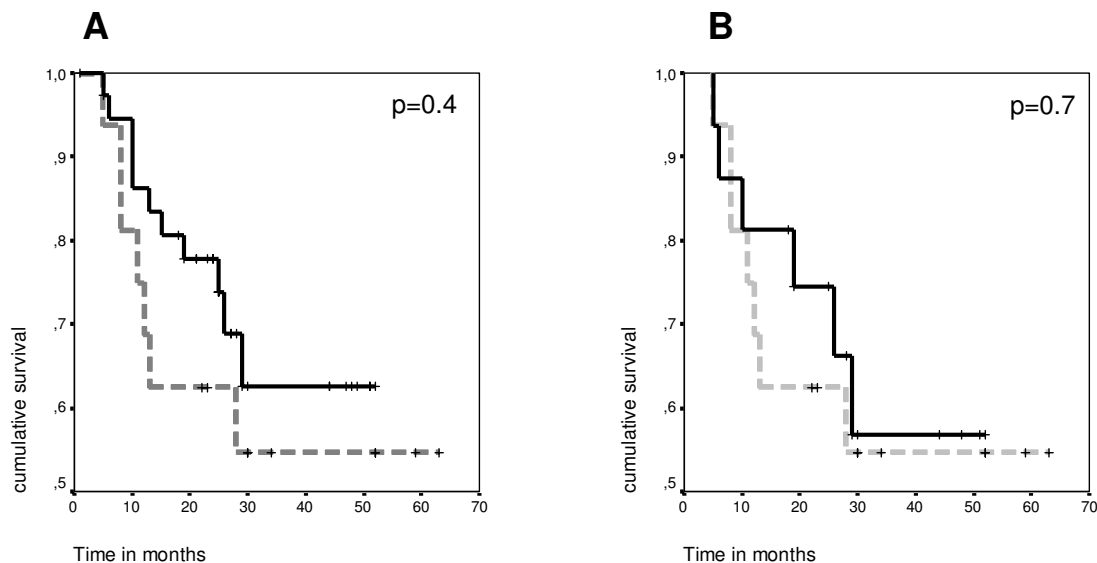 A
p=0.4
1,0
,9
,8
,7
,6
,5
cumulative survival
0 10 20 30 40 50 60 70
Time in months
B
p=0.7
1,0
,9
,8
,7
,6
,5
cumulative survival
0 10 20 30 40 50 60 70
Time in months